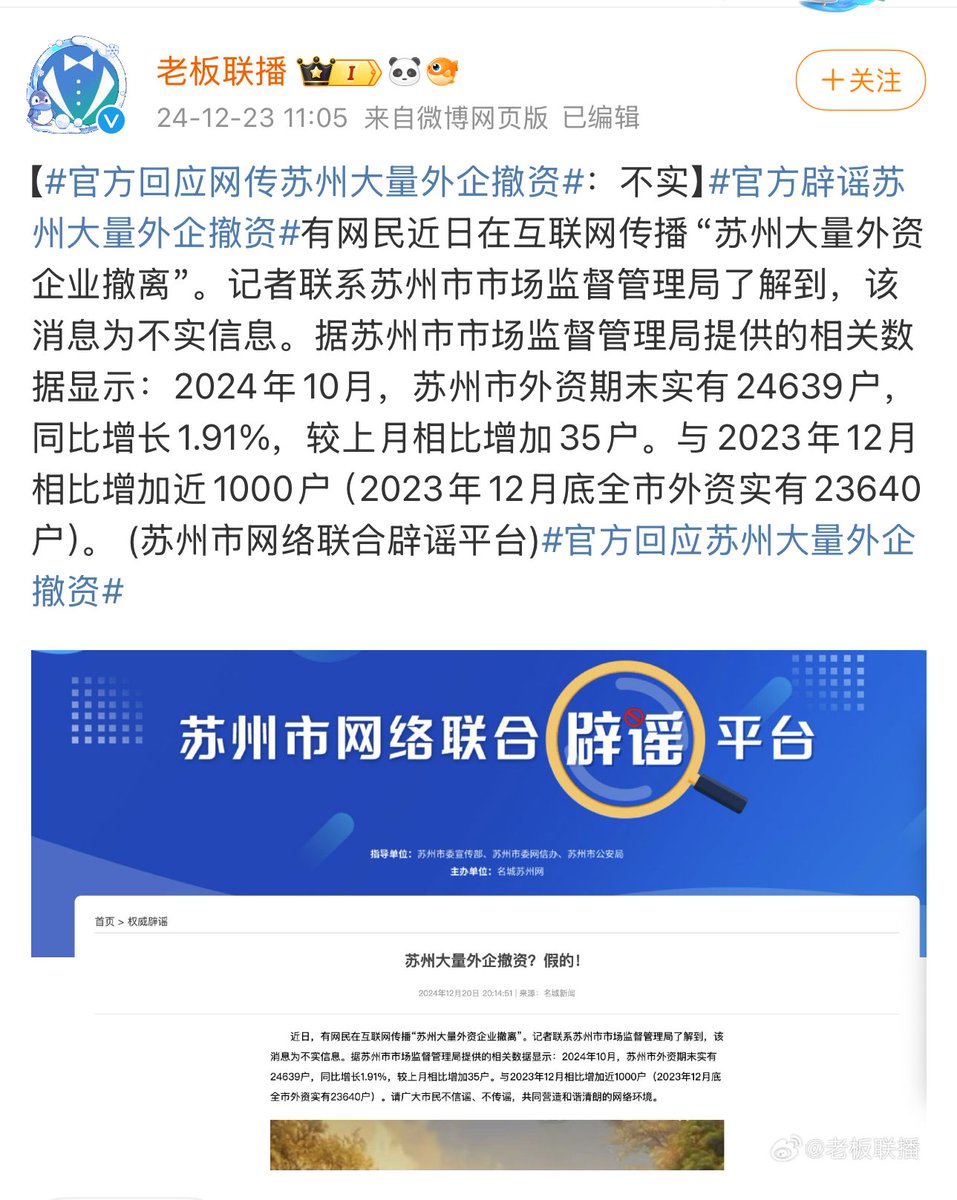 老板联播
I
+关注
24-12-23 11:05 来自微博网页版 已编辑
【#官方回应网传苏州大量外企撤资#：不实】#官方辟谣苏
州大量外企撤资#有网民近日在互联网传播“苏州大量外资
企业撤离”。记者联系苏州市市场监督管理局了解到，该
消息为不实信息。据苏州市市场监督管理局提供的相关数
据显示：2024年10月，苏州市外资期末实有24639户，
同比增长1.91%，较上月相比增加35户。与2023年12月
相比增加近1000户（2023年12月底全市外资实有23640
户）。 (苏州市网络联合辟谣平台)#官方回应苏州大量外企
撤资#
苏州市网络联合辟谣平台
指导单位：苏州市委宣传部、苏州市委网信办、苏州市公安局
主办单位：名城苏州网
首页 > 权威辟谣
苏州大量外企撤资？假的！
2024年12月20日 20:14:51 | 来源：名城新闻
近日，有网民在互联网传播“苏州大量外资企业撤离”。记者联系苏州市市场监督管理局了解到，该
消息为不实信息。据苏州市市场监督管理局提供的相关数据显示：2024年10月，苏州市外资期末实有
24639户，同比增长1.91%，较上月相比增加35户。与2023年12月相比增加近1000户（2023年12月底
全市外资实有23640户）。请广大市民不信谣、不传谣，共同营造和谐清朗的网络环境。
@老板联播